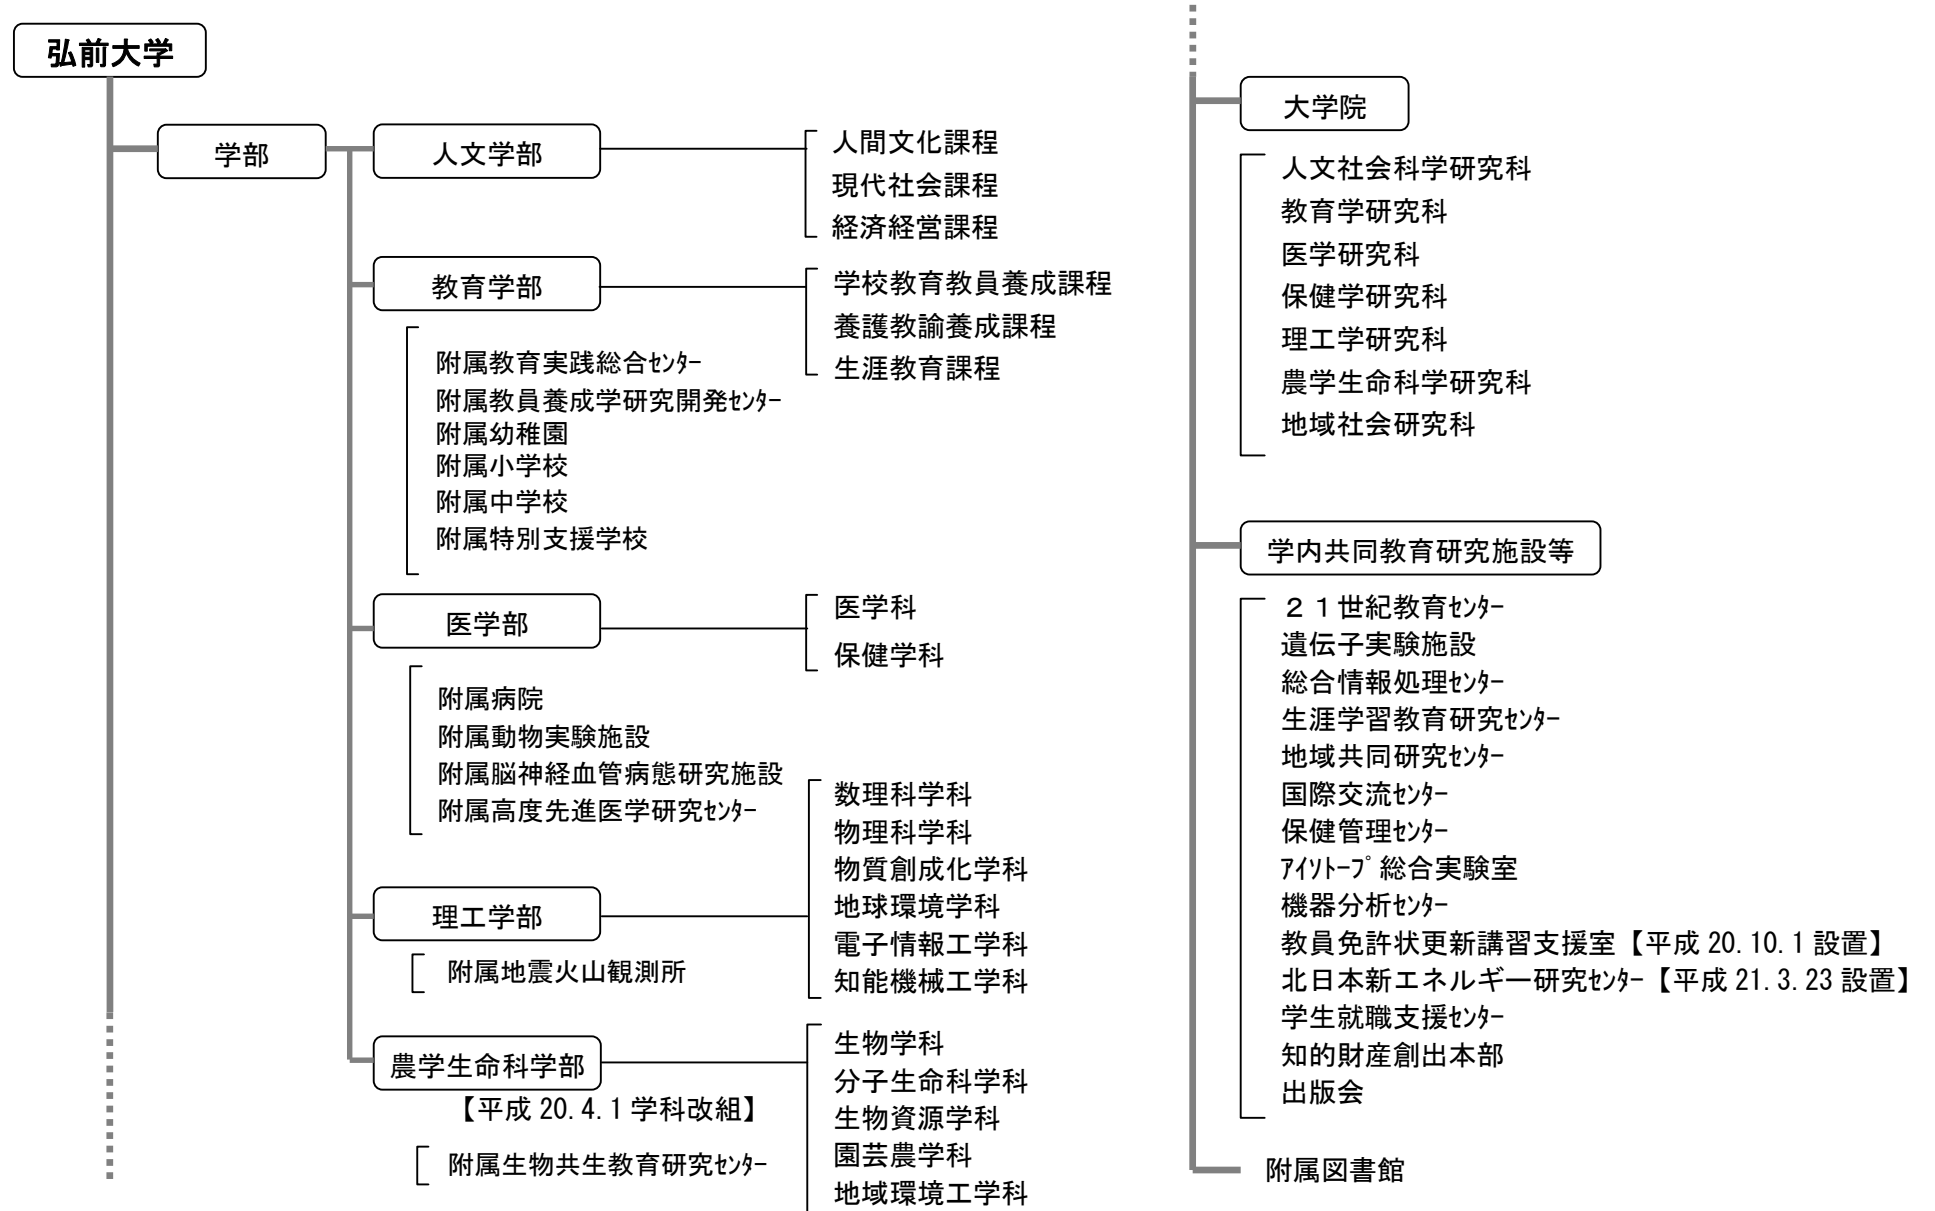 弘前大学
学部
人文学部
人間文化課程
現代社会課程
経済経営課程
教育学部
学校教育教員養成課程
養護教諭養成課程
生涯教育課程
附属教育実践総合ｾﾝﾀｰ
附属教員養成学研究開発ｾﾝﾀｰ
附属幼稚園
附属小学校
附属中学校
附属特別支援学校
医学部
医学科
保健学科
附属病院
附属動物実験施設
附属脳神経血管病態研究施設
附属高度先進医学研究ｾﾝﾀｰ
理工学部
数理科学科
物理科学科
物質創成化学科
地球環境学科
電子情報工学科
知能機械工学科
附属地震火山観測所
農学生命科学部
【平成 20.4.1 学科改組】
生物学科
分子生命科学科
生物資源学科
園芸農学科
地域環境工学科
附属生物共生教育研究ｾﾝﾀｰ
大学院
人文社会科学研究科
教育学研究科
医学研究科
保健学研究科
理工学研究科
農学生命科学研究科
地域社会研究科
学内共同教育研究施設等
２１世紀教育ｾﾝﾀｰ
遺伝子実験施設
総合情報処理ｾﾝﾀｰ
生涯学習教育研究ｾﾝﾀｰ
地域共同研究ｾﾝﾀｰ
国際交流ｾﾝﾀｰ
保健管理ｾﾝﾀｰ
ｱｲｿﾄｰﾌﾟ総合実験室
機器分析ｾﾝﾀｰ
教員免許状更新講習支援室【平成 20.10.1 設置】
北日本新エネルギー研究ｾﾝﾀｰ【平成 21.3.23 設置】
学生就職支援ｾﾝﾀｰ
知的財産創出本部
出版会
附属図書館